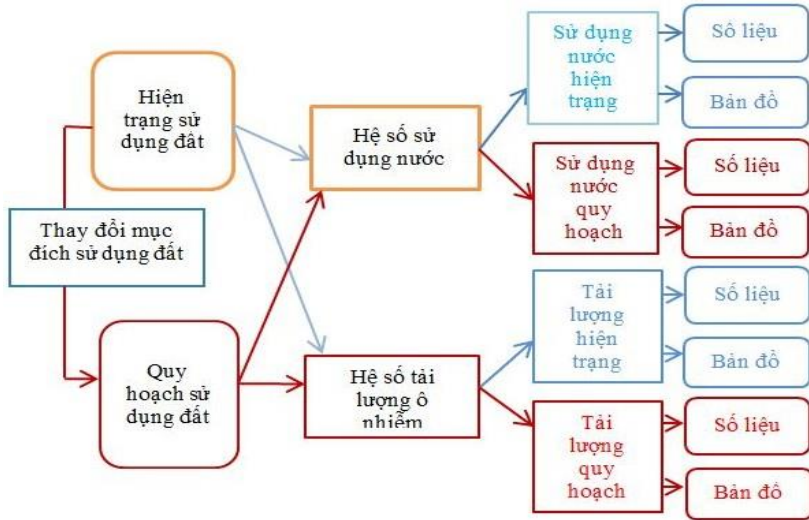 Hiện
trạng sử
dụng đất
Thay đổi mục
đích sử dụng đất
Quy
hoạch sử
dụng đất
Hệ số sử
dụng nước
Hệ số tải
lượng ô
nhiễm
Sử dụng
nước
hiện
trạng
Số liệu
Bản đồ
Sử dụng
nước
quy
hoạch
Số liệu
Bản đồ
Tải
lượng
hiện
trạng
Số liệu
Bản đồ
Tải
lượng
quy
hoạch
Số liệu
Bản đồ